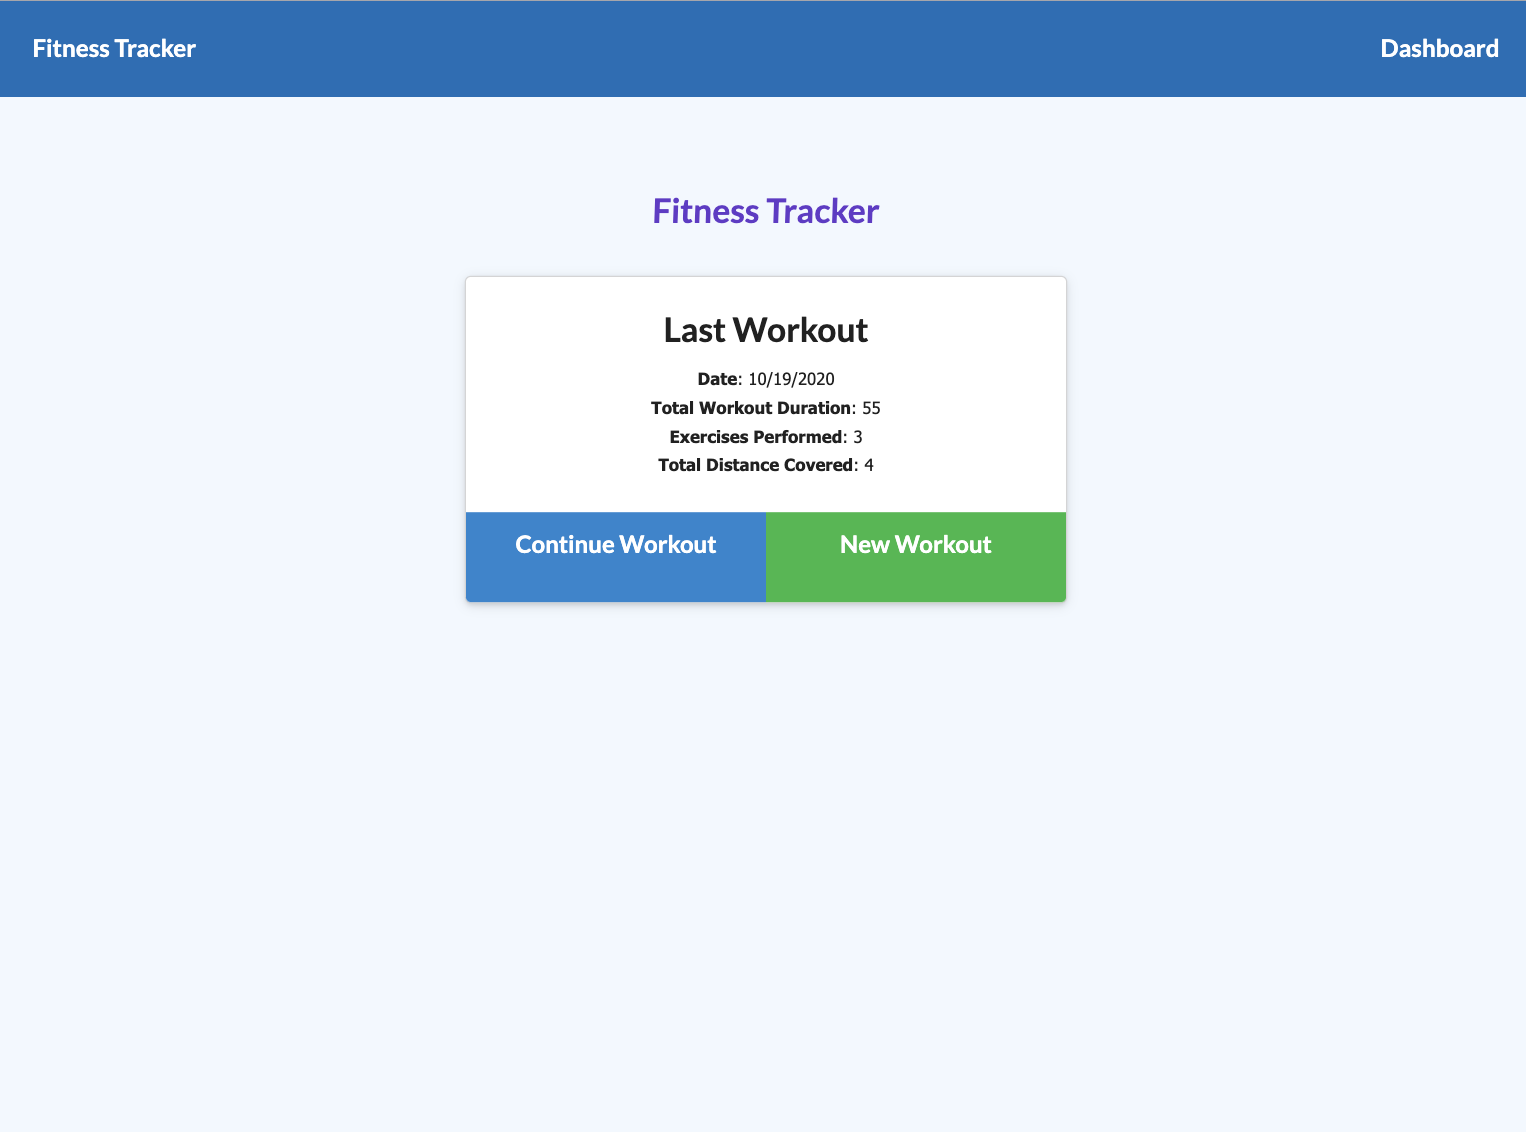 Fitness Tracker
Dashboard
Fitness Tracker
Last Workout
Date: 10/19/2020
Total Workout Duration: 55
Exercises Performed: 3
Total Distance Covered: 4
Continue Workout
New Workout